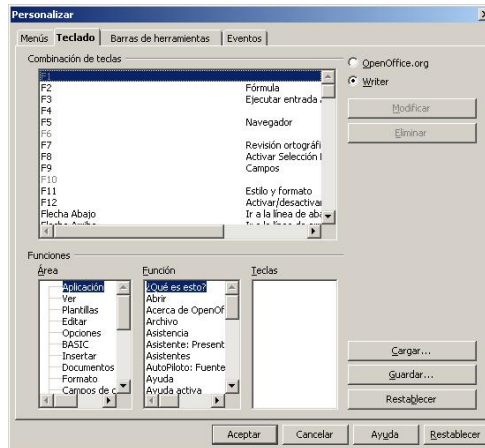 Personalizar
Menús Teclado Barras de herramientas Eventos
Combinación de teclas
F1
F2 Fórmula
F3 Ejecutar entrada
F4
F5 Navegador
F6
F7 Revisión ortográfi
F8 Activar Selección
F9 Campos
F10
F11 Estilo y formato
F12 Activar/desactivar
Flecha Abajo Ir a la línea de aba
OpenOffice.org
Writer
Modificar
Eliminar
Funciones
Área Función Teclas
Aplicación ¿Qué es esto?
Ver Abrir
Plantillas Acerca de OpenOf
Editar Archivo
Opciones Asistencia
BASIC Asistente: Present
Insertar Asistentes
Documentos AutoPiloto: Fuente
Formato Ayuda
Campos de c Ayuda activa
Cargar...
Guardar...
Restablecer
Aceptar Cancelar Ayuda Restablecer